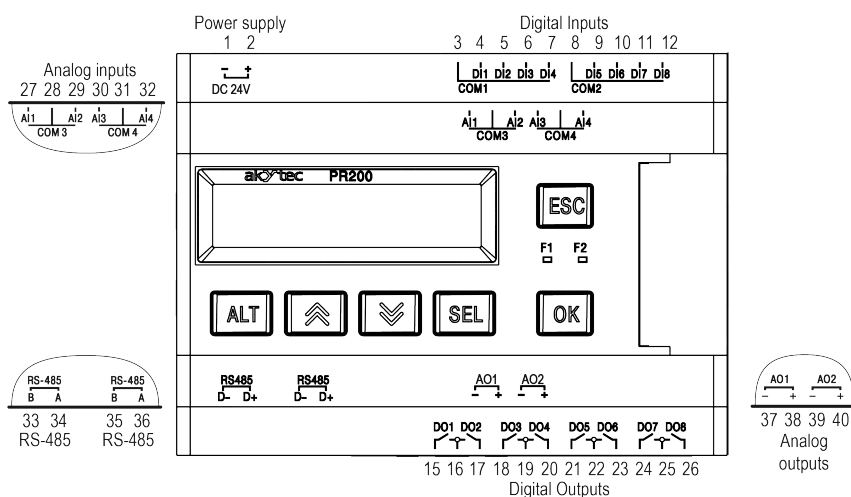 Power supply
Digital Inputs
1 2
3 4 5 6 7 8 9 10 11 12
- +
DI1 DI2 DI3 DI4 DI5 DI6 DI7 DI8
DC 24V
COM1 COM2
Analog inputs
27 28 29 30 31 32
AI1 AI2 AI3 AI4
COM 3 COM 4
AI1 AI2 AI3 AI4
COM3 COM4
akytec PR200
ESC
F1 F2
ALT SEL OK
RS-485 RS-485
B A B A
33 34 35 36
RS-485 RS-485
RS485 RS485
D- D+ D- D+
AO1 AO2
- + - +
AO1 AO2
- + - +
37 38 39 40
Analog
outputs
DO1 DO2 DO3 DO4 DO5 DO6 DO7 DO8
15 16 17 18 19 20 21 22 23 24 25 26
Digital Outputs